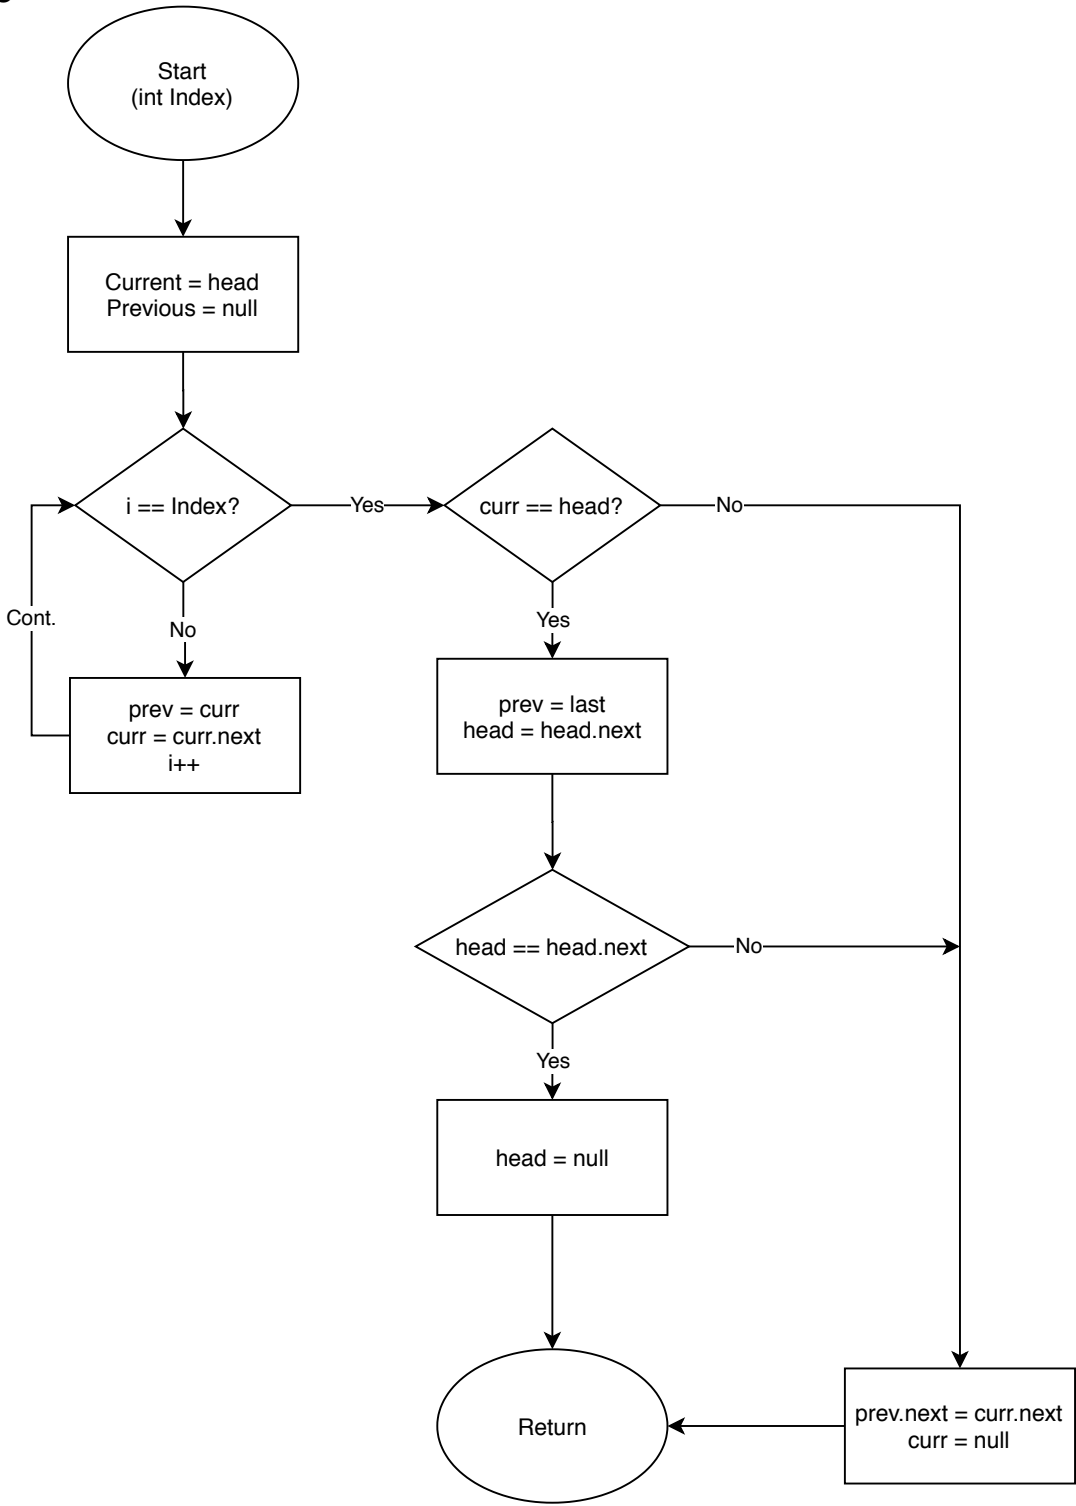 Start
(int Index)
Current = head
Previous = null
i == Index?
Yes
curr == head?
No
Cont.
No
Yes
prev = curr
curr = curr.next
i++
prev = last
head = head.next
head == head.next
No
Yes
head = null
Return
prev.next = curr.next
curr = null